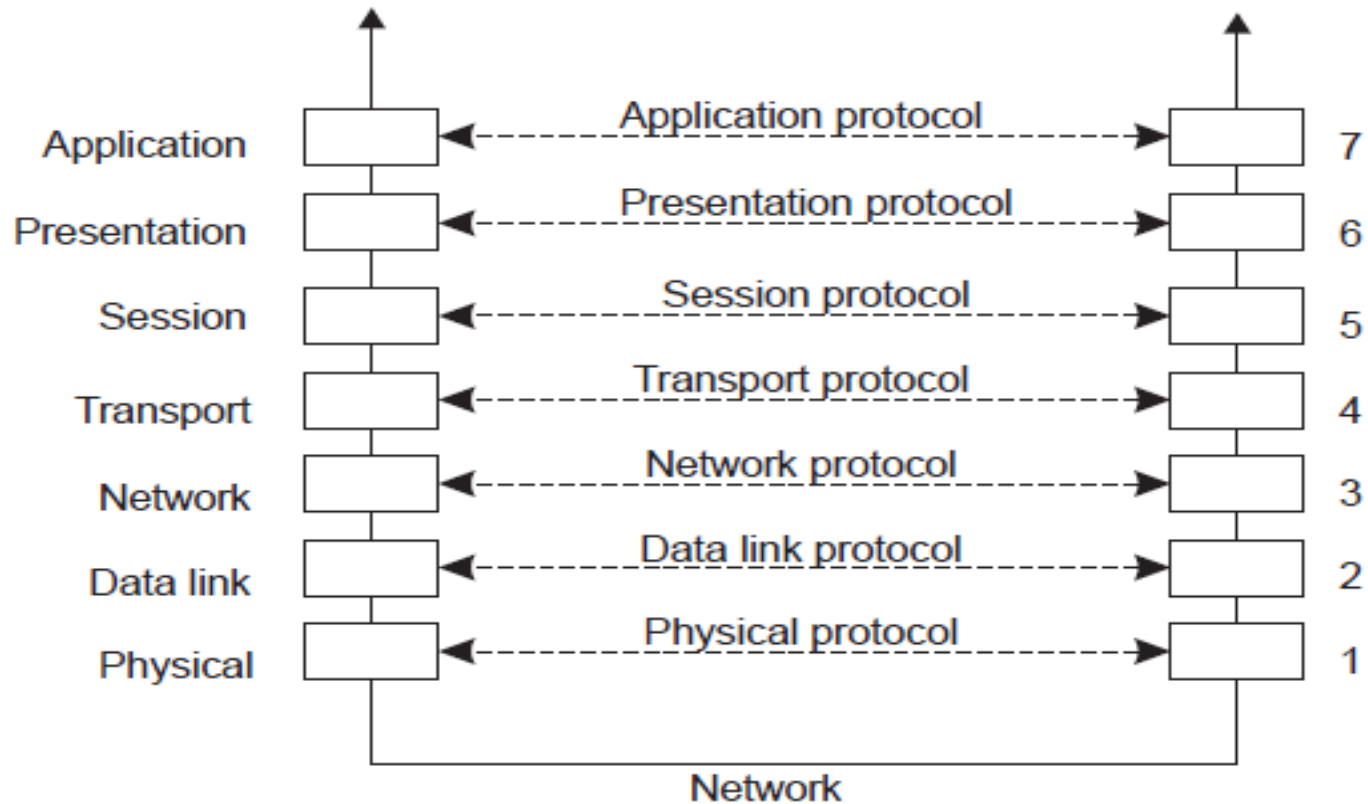 Application Application protocol 7
Presentation Presentation protocol 6
Session Session protocol 5
Transport Transport protocol 4
Network Network protocol 3
Data link Data link protocol 2
Physical Physical protocol 1
Network